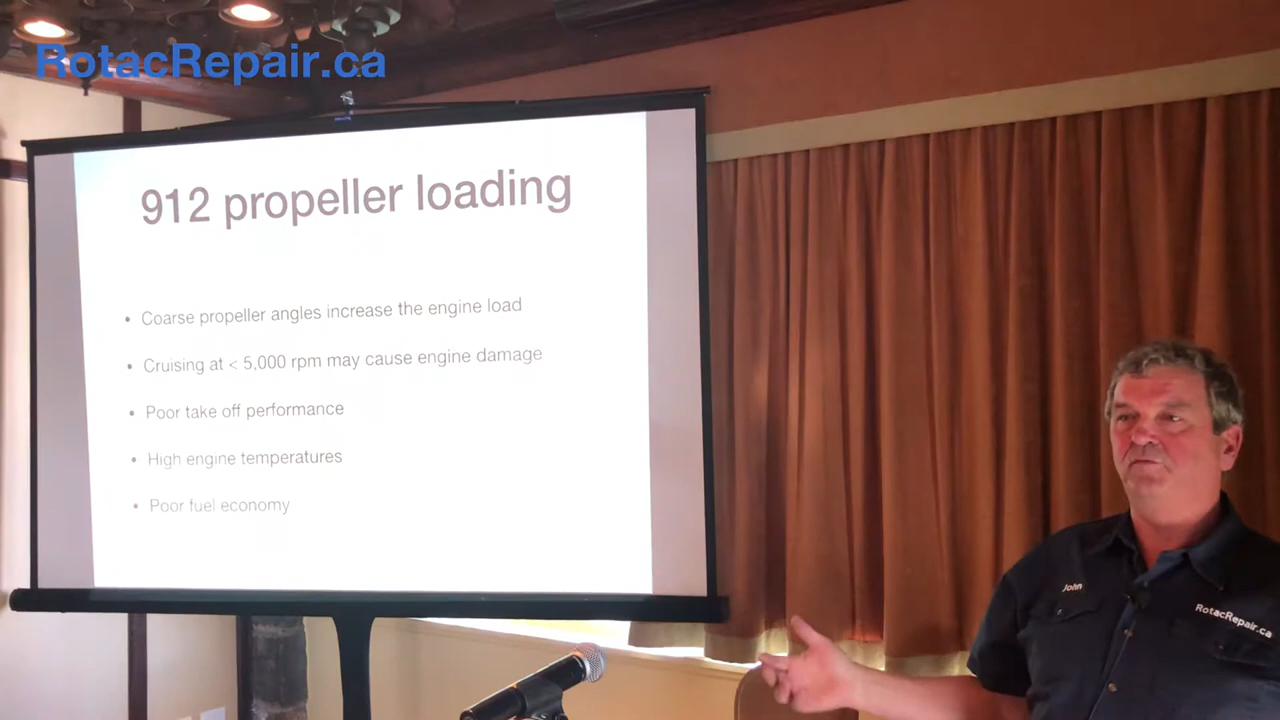 RotacRepair.ca
912 propeller loading
• Coarse propeller angles increase the engine load
• Cruising at < 5,000 rpm may cause engine damage
• Poor take off performance
• High engine temperatures
• Poor fuel economy
John
RotacRepair.ca